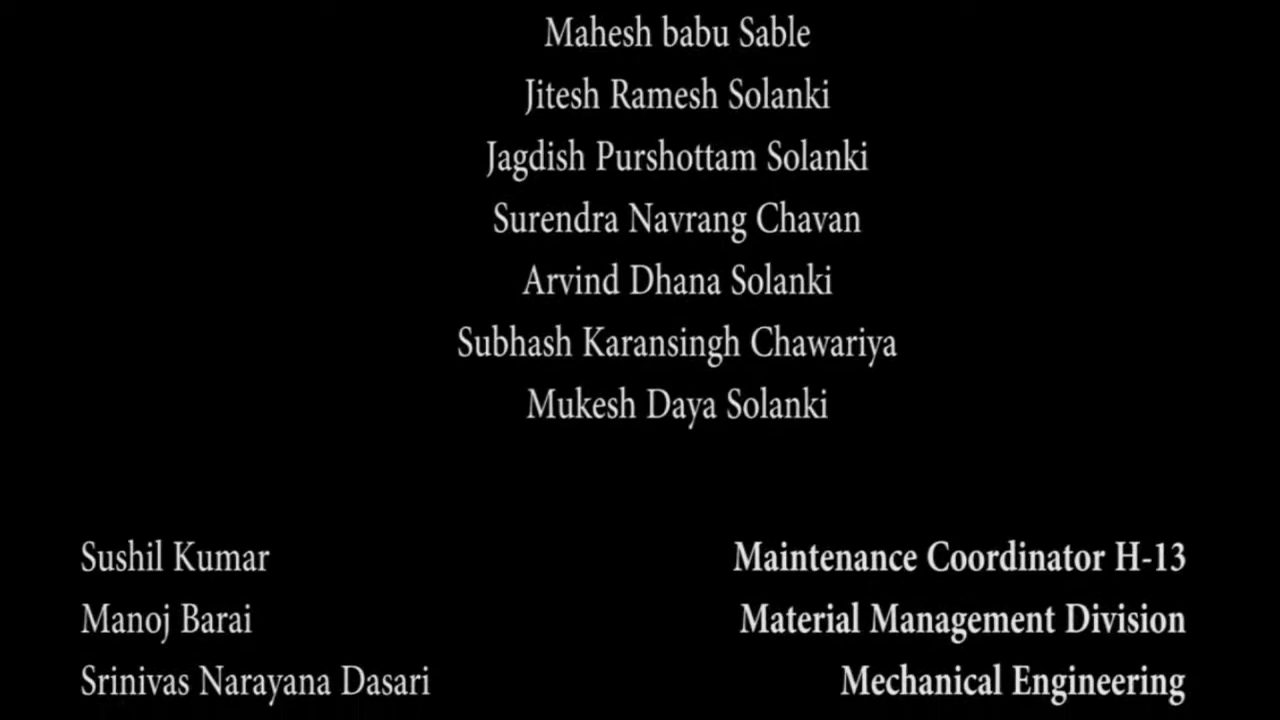 Mahesh babu Sable
Jitesh Ramesh Solanki
Jagdish Purshottam Solanki
Surendra Navrang Chavan
Arvind Dhana Solanki
Subhash Karansingh Chawariya
Mukesh Daya Solanki
Sushil Kumar Maintenance Coordinator H-13
Manoj Barai Material Management Division
Srinivas Narayana Dasari Mechanical Engineering